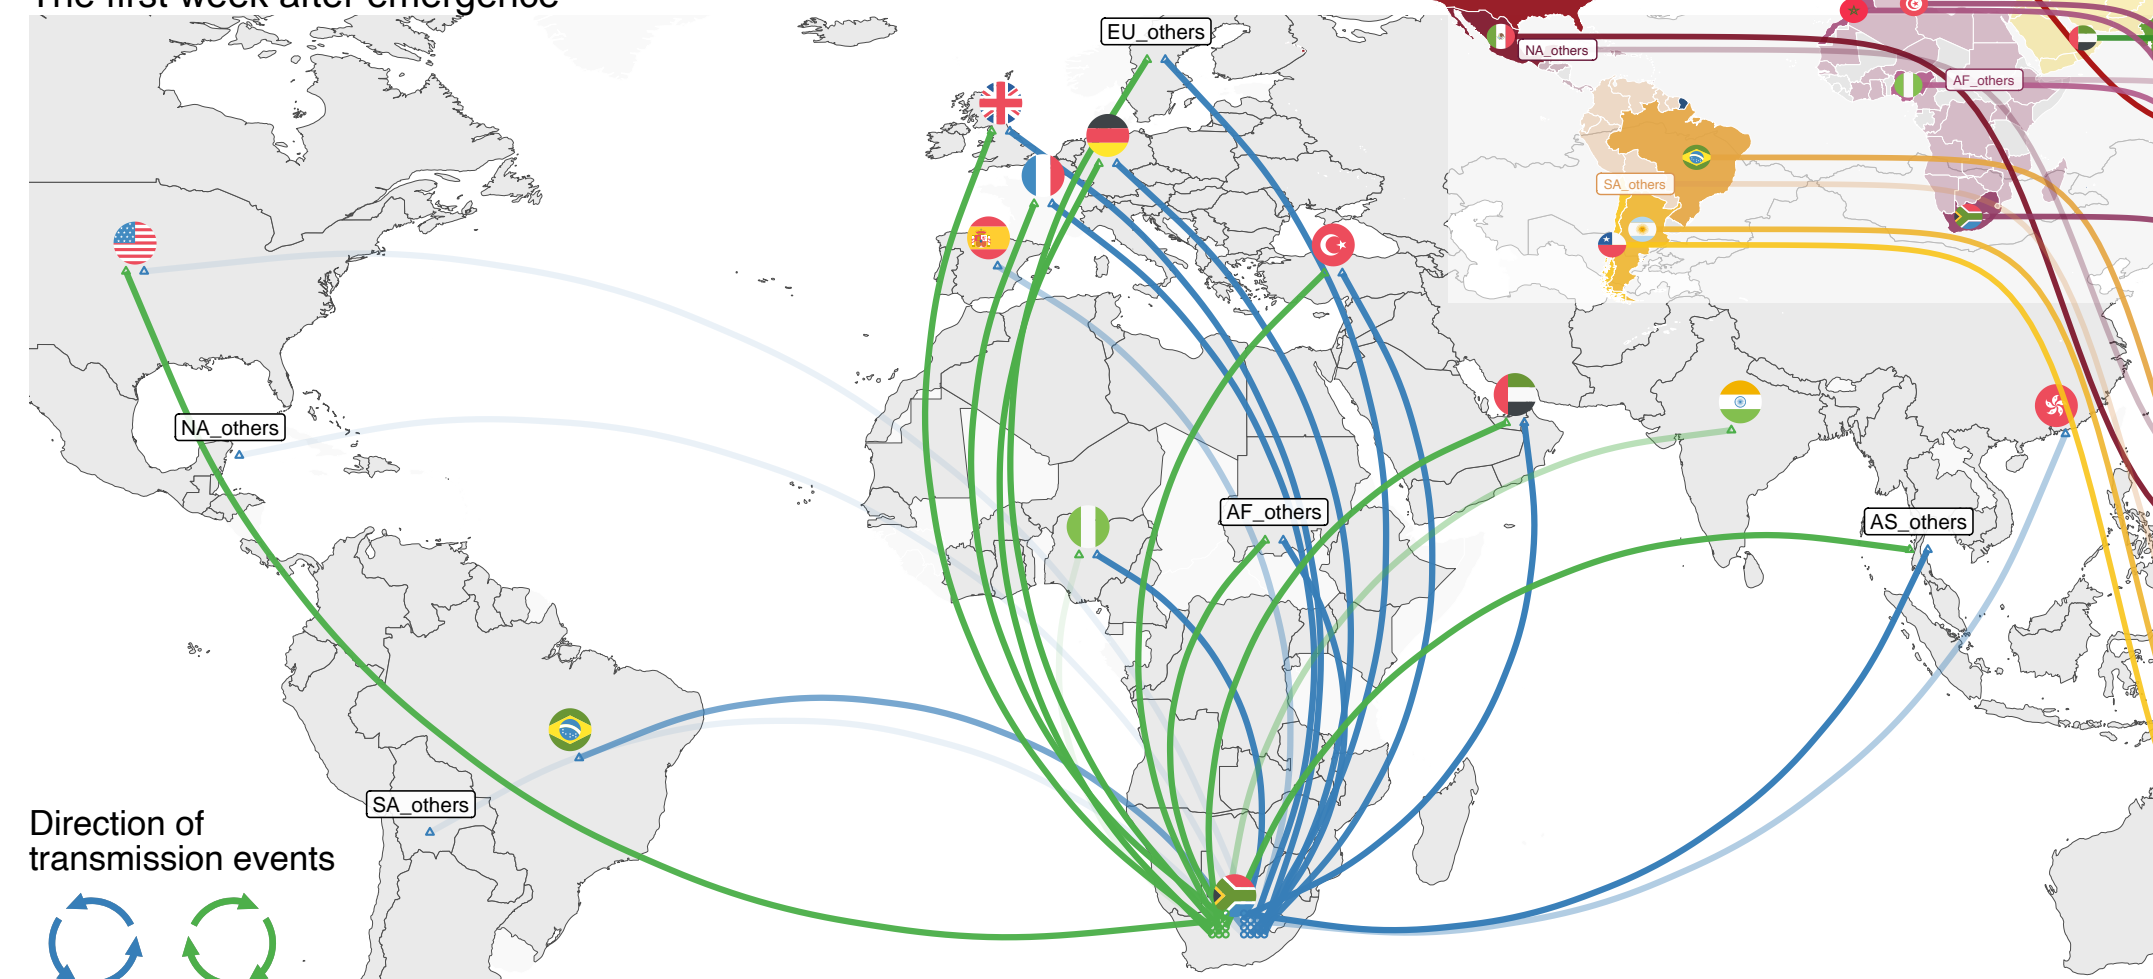 The first week after emergence
EU_others
NA_others
AF_others
SA_others
NA_others
AF_others
AS_others
SA_others
Direction of
transmission events